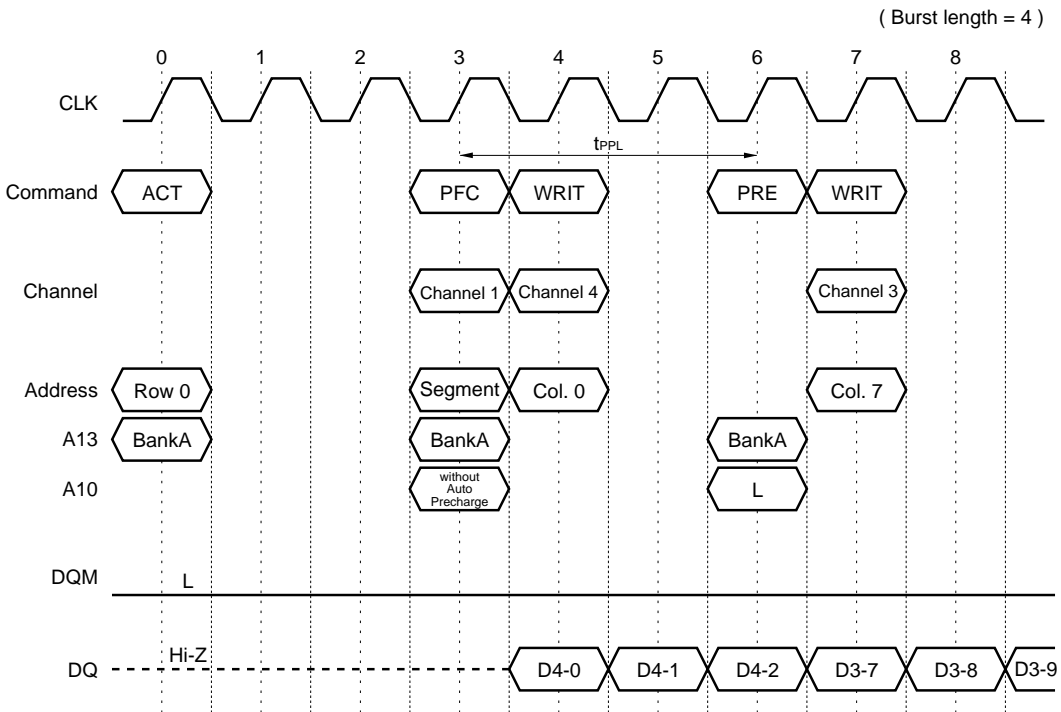 ( Burst length = 4 )
0 1 2 3 4 5 6 7 8
CLK
tPPL
Command ACT PFC WRIT PRE WRIT
Channel Channel 1 Channel 4 Channel 3
Address Row 0 Segment Col. 0 Col. 7
A13 BankA BankA BankA
A10 without Auto Precharge L
DQM L
DQ Hi-Z D4-0 D4-1 D4-2 D3-7 D3-8 D3-9